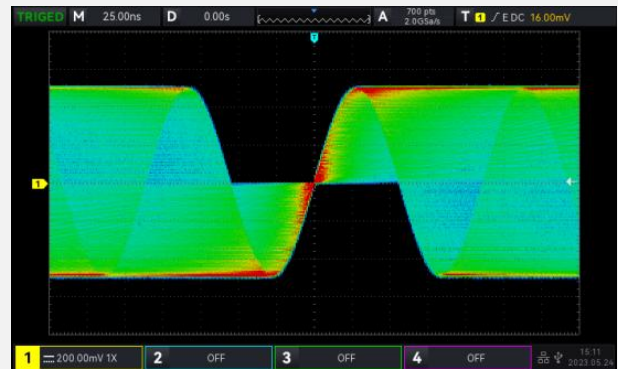 TRIGED M 25.00ns D 0.00s A 700 pts 2.0GSa/s T 1 E DC 16.00mV
T
1
1 200.00mV 1X 2 OFF 3 OFF 4 OFF 15:11 2023.05.24